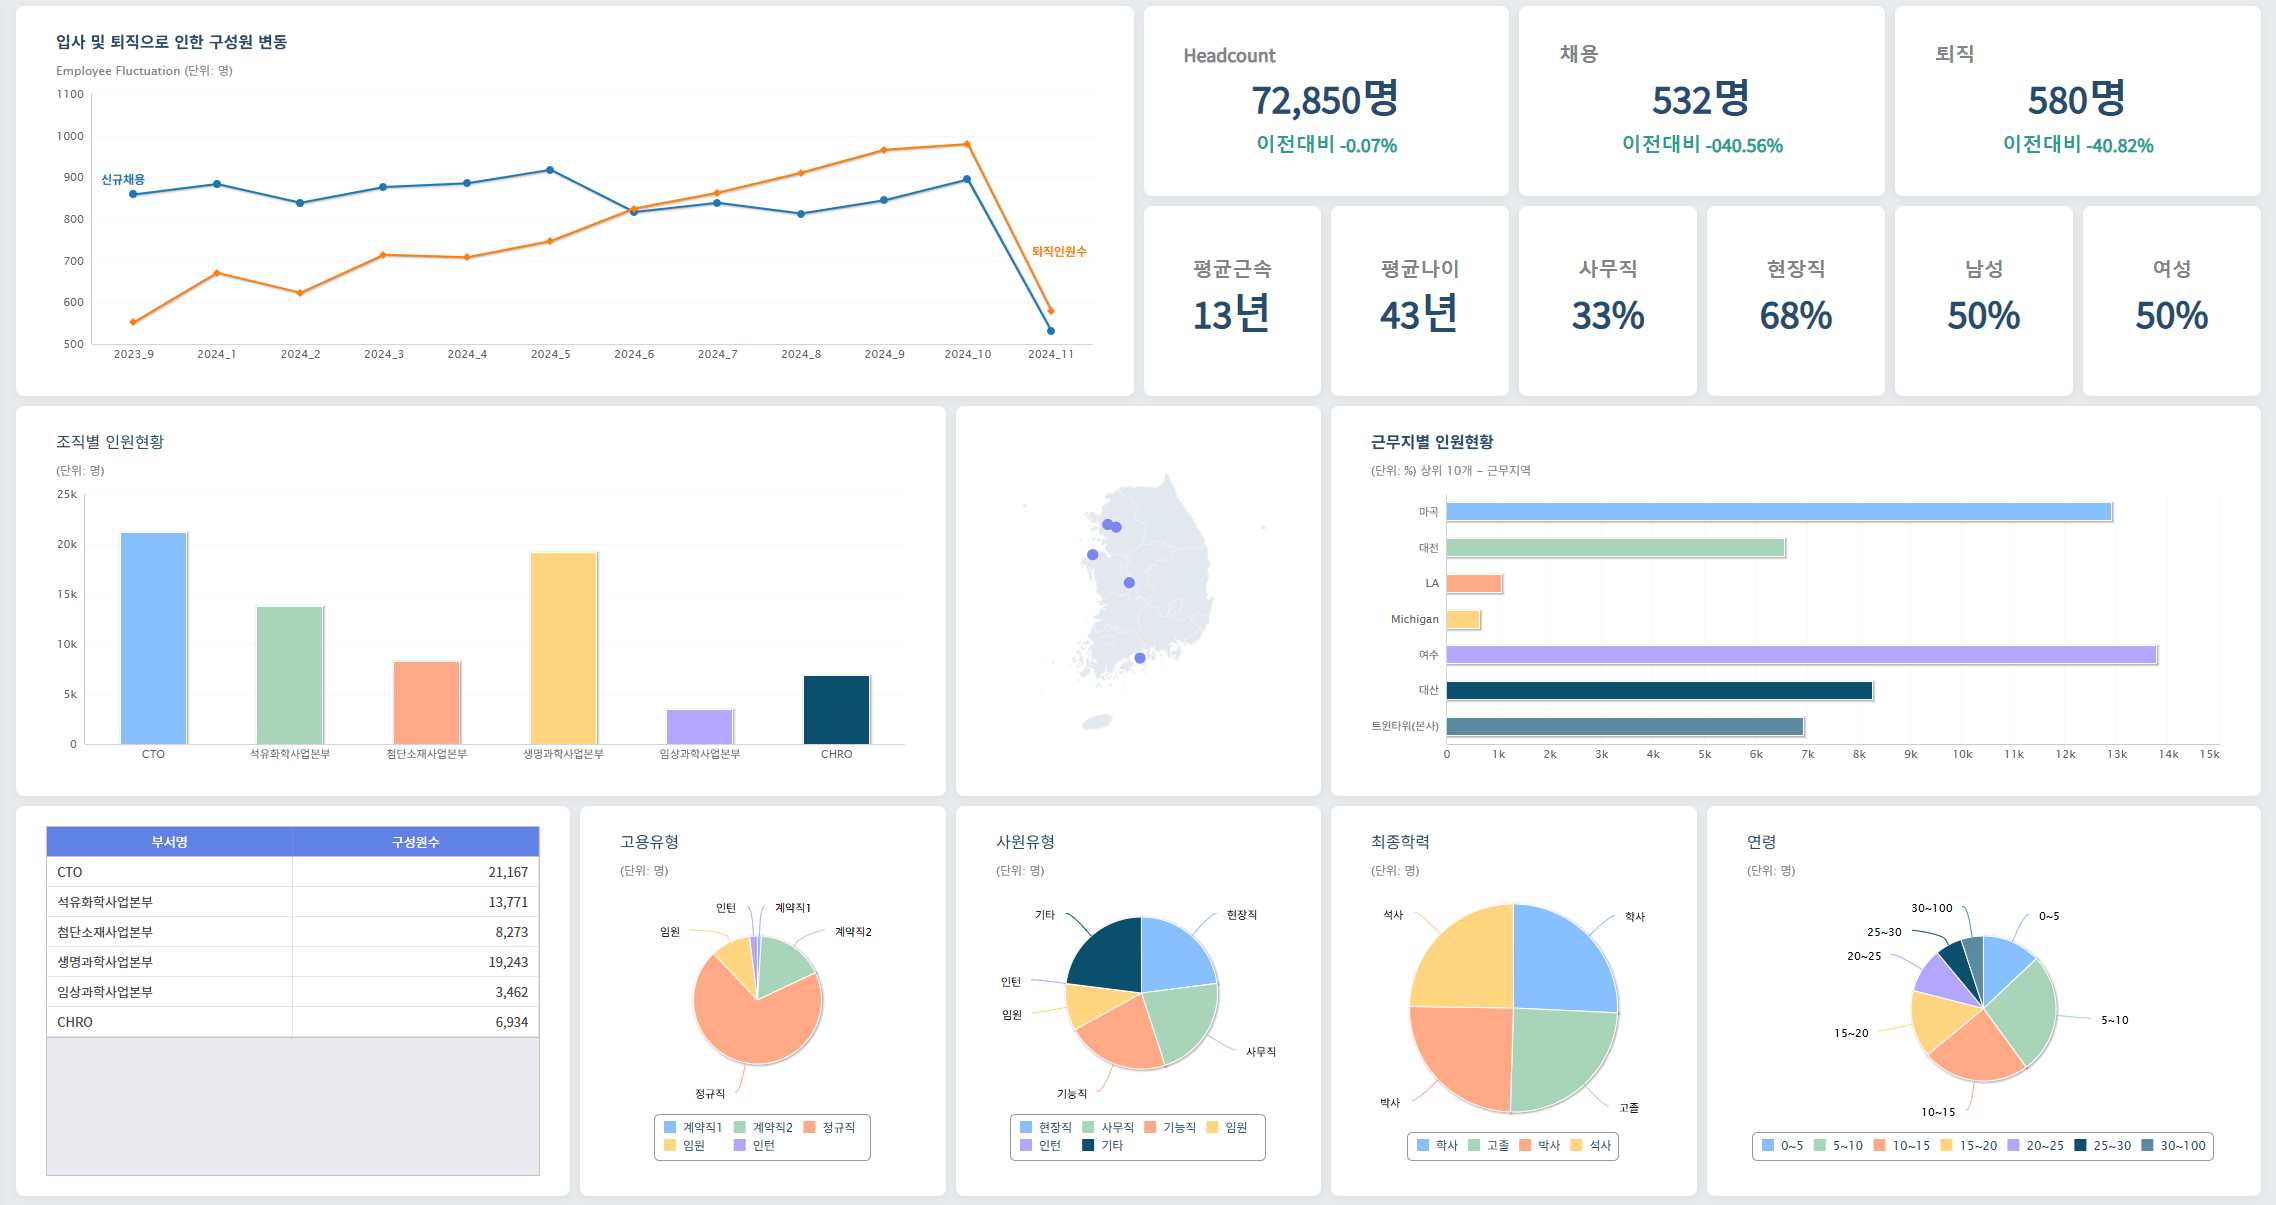 입사 및 퇴직으로 인한 구성원 변동
Employee Fluctuation (단위: 명)
1100
1000
900
800
700
600
500
신규채용
퇴직인원수
2023_9 2024_1 2024_2 2024_3 2024_4 2024_5 2024_6 2024_7 2024_8 2024_9 2024_10 2024_11
Headcount
72,850명
이전대비 -0.07%
채용
532명
이전대비 -040.56%
퇴직
580명
이전대비 -40.82%
평균근속
13년
평균나이
43년
사무직
33%
현장직
68%
남성
50%
여성
50%
조직별 인원현황
(단위: 명)
25k
20k
15k
10k
5k
0
CTO 석유화학사업본부 첨단소재사업본부 생명과학사업본부 임상과학사업본부 CHRO
근무지별 인원현황
(단위: %) 상위 10개 - 근무지역
마곡
대전
LA
Michigan
여수
대산
트윈타워(본사)
0 1k 2k 3k 4k 5k 6k 7k 8k 9k 10k 11k 12k 13k 14k 15k
부서명 구성원수
CTO 21,167
석유화학사업본부 13,771
첨단소재사업본부 8,273
생명과학사업본부 19,243
임상과학사업본부 3,462
CHRO 6,934
고용유형
(단위: 명)
인턴 계약직1
임원 계약직2
정규직
계약직1 계약직2 정규직
임원 인턴
사원유형
(단위: 명)
기타 현장직
인턴
임원
사무직
기능직
현장직 사무직 기능직 임원
인턴 기타
최종학력
(단위: 명)
석사 학사
박사 고졸
학사 고졸 박사 석사
연령
(단위: 명)
30~100 0~5
25~30
20~25
5~10
15~20
10~15
0~5 5~10 10~15 15~20 20~25 25~30 30~100